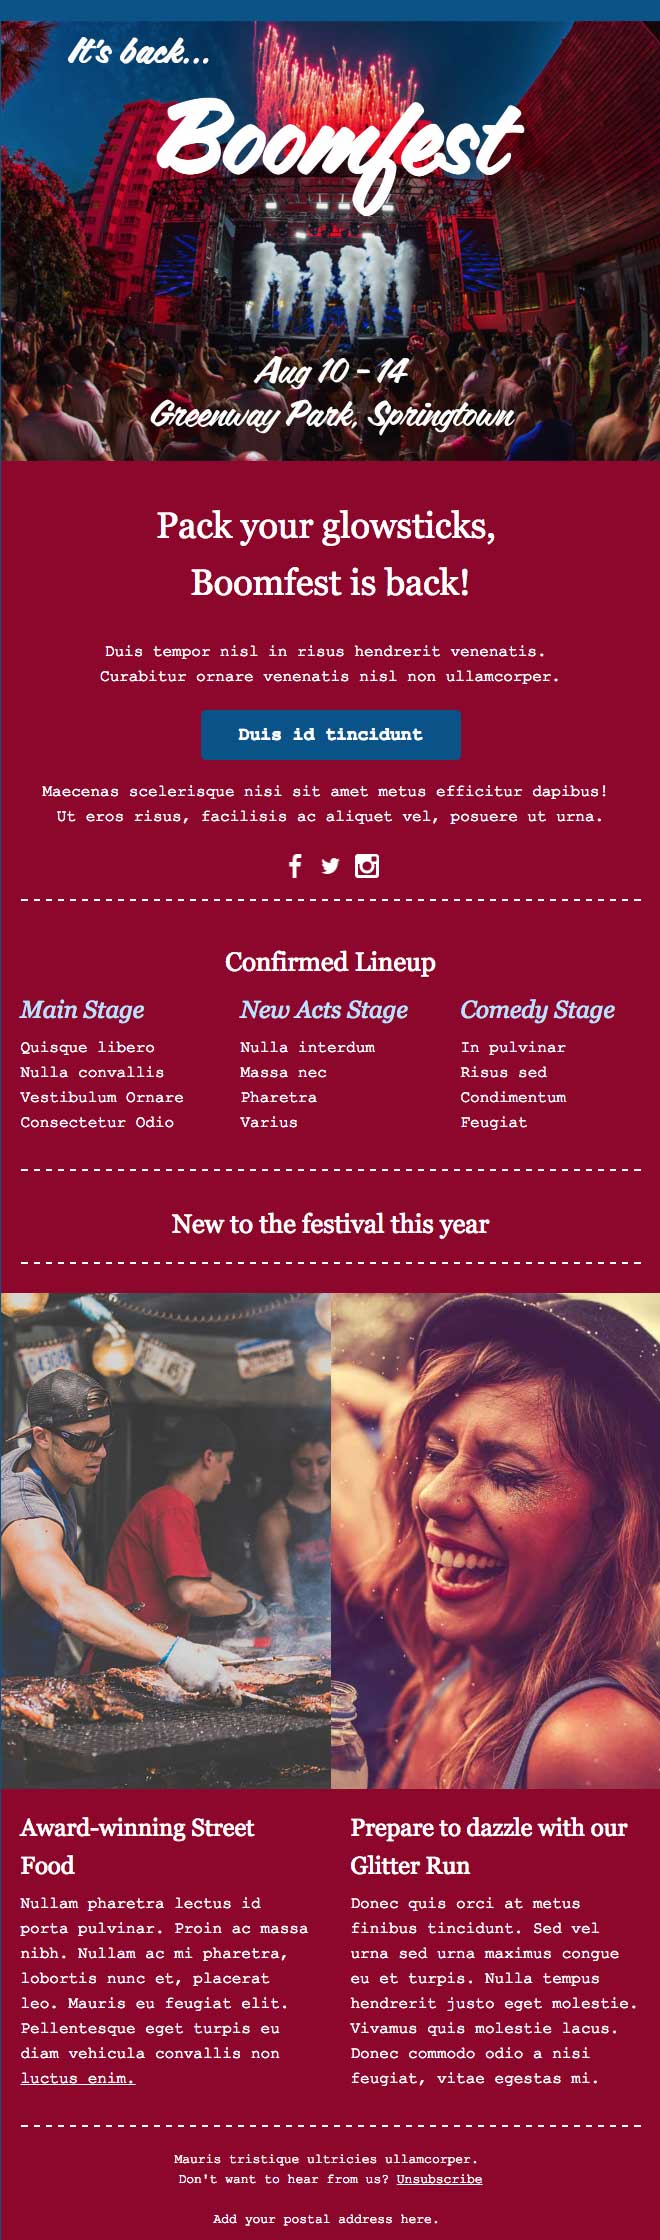 It's back...
Boomfest
Aug 10 - 14
Greenway Park, Springtown
Pack your glowsticks,
Boomfest is back!
Duis tempor nisl in risus hendrerit venenatis.
Curabitur ornare venenatis nisl non ullamcorper.
Duis id tincidunt
Maecenas scelerisque nisi sit amet metus efficitur dapibus!
Ut eros risus, facilisis ac aliquet vel, posuere ut urna.
Confirmed Lineup
Main Stage
Quisque libero
Nulla convallis
Vestibulum Ornare
Consectetur Odio
New Acts Stage
Nulla interdum
Massa nec
Pharetra
Varius
Comedy Stage
In pulvinar
Risus sed
Condimentum
Feugiat
New to the festival this year
Award-winning Street
Food
Nullam pharetra lectus id
porta pulvinar. Proin ac massa
nibh. Nullam ac mi pharetra,
lobortis nunc et, placerat
leo. Mauris eu feugiat elit.
Pellentesque eget turpis eu
diam vehicula convallis non
luctus enim.
Prepare to dazzle with our
Glitter Run
Donec quis orci at metus
finibus tincidunt. Sed vel
urna sed urna maximus congue
eu et turpis. Nulla tempus
hendrerit justo eget molestie.
Vivamus quis molestie lacus.
Donec commodo odio a nisi
feugiat, vitae egestas mi.
Mauris tristique ultricies ullamcorper.
Don't want to hear from us? Unsubscribe
Add your postal address here.